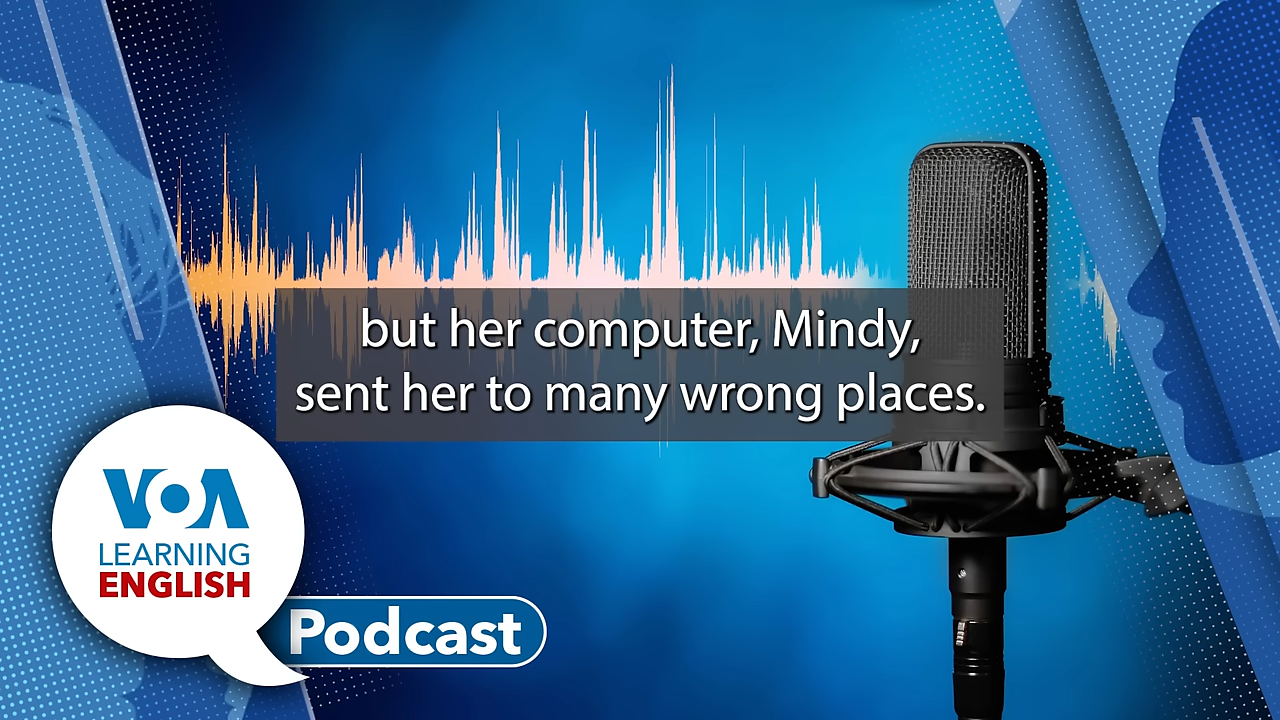 but her computer, Mindy,
sent her to many wrong places.
VOA
LEARNING
ENGLISH
Podcast